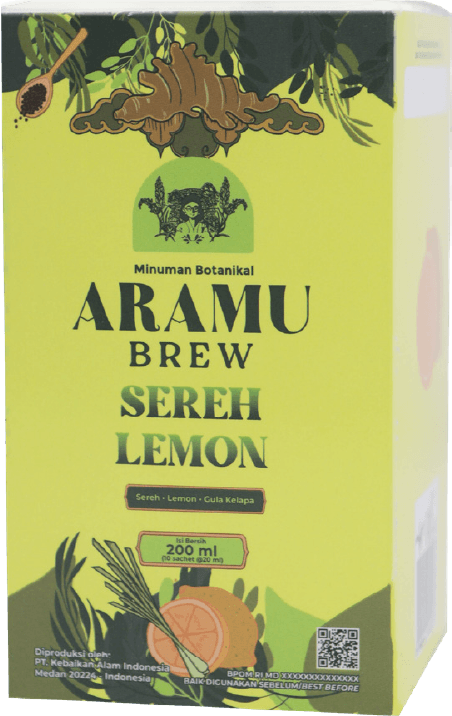 Minuman Botanikal
ARAMU
BREW
SEREH
LEMON
Sereh • Lemon • Gula Kelapa
Isi Bersih
200 ml
(10 sachet @20 ml)
Diproduksi oleh:
PT. Kebaikan Alam Indonesia
Medan 20226 - Indonesia
BPOM RI MD XXXXXXXXXXXXXX
BAIK DIGUNAKAN SEBELUM/BEST BEFORE